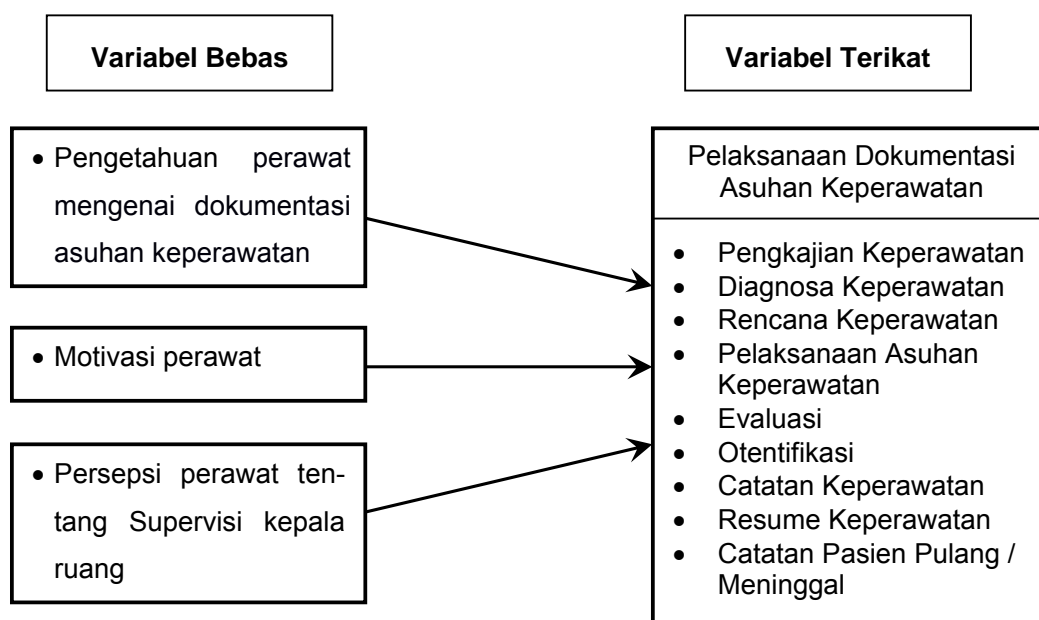 Variabel Bebas
Variabel Terikat
• Pengetahuan perawat
mengenai dokumentasi
asuhan keperawatan
• Motivasi perawat
• Persepsi perawat ten-
tang Supervisi kepala
ruang
Pelaksanaan Dokumentasi
Asuhan Keperawatan
• Pengkajian Keperawatan
• Diagnosa Keperawatan
• Rencana Keperawatan
• Pelaksanaan Asuhan
Keperawatan
• Evaluasi
• Otentifikasi
• Catatan Keperawatan
• Resume Keperawatan
• Catatan Pasien Pulang /
Meninggal